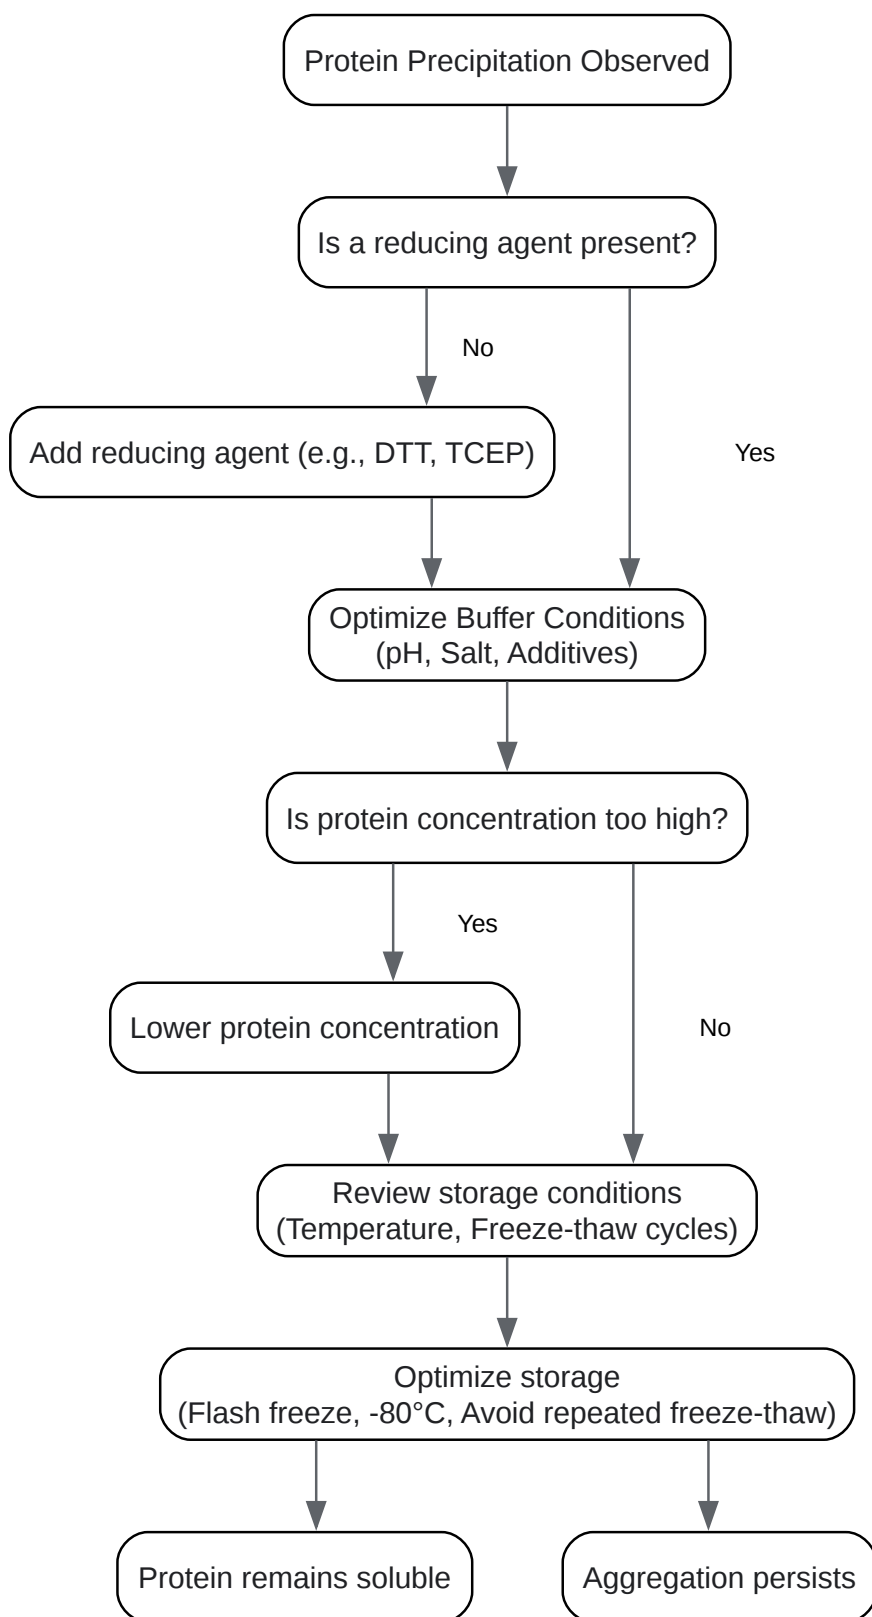 Protein Precipitation Observed
Is a reducing agent present?
No
Add reducing agent (e.g., DTT, TCEP)
Yes
Optimize Buffer Conditions
(pH, Salt, Additives)
Is protein concentration too high?
Yes
Lower protein concentration
No
Review storage conditions
(Temperature, Freeze-thaw cycles)
Optimize storage
(Flash freeze, -80°C, Avoid repeated freeze-thaw)
Protein remains soluble
Aggregation persists